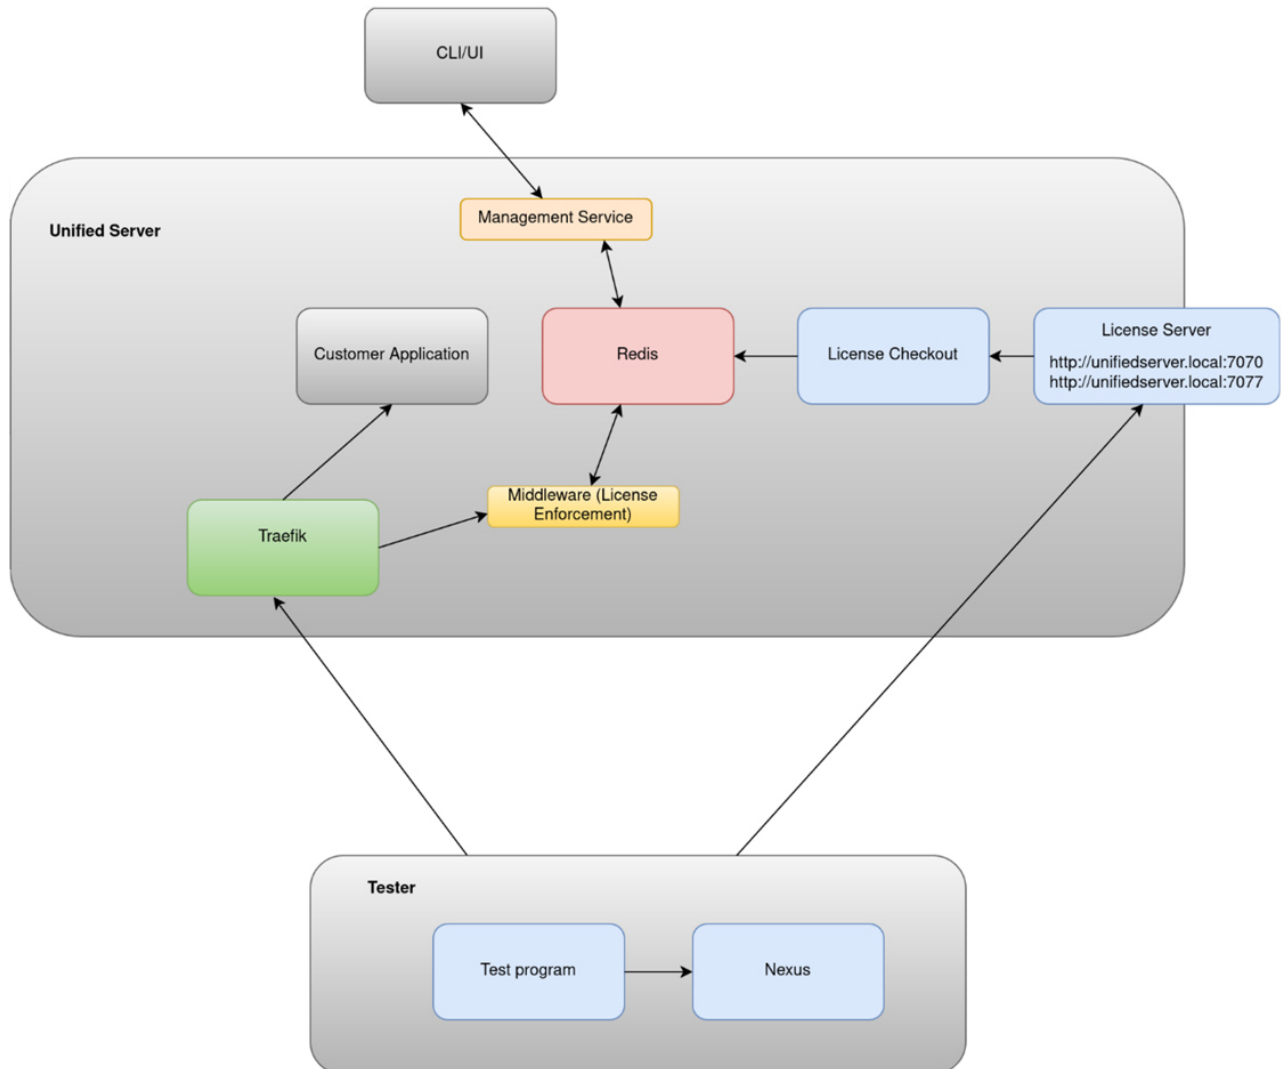 CLI/UI
Management Service
Unified Server
Customer Application
Redis
License Checkout
License Server
http://unifiedserver.local:7070
http://unifiedserver.local:7077
Middleware (License
Enforcement)
Traefik
Tester
Test program
Nexus